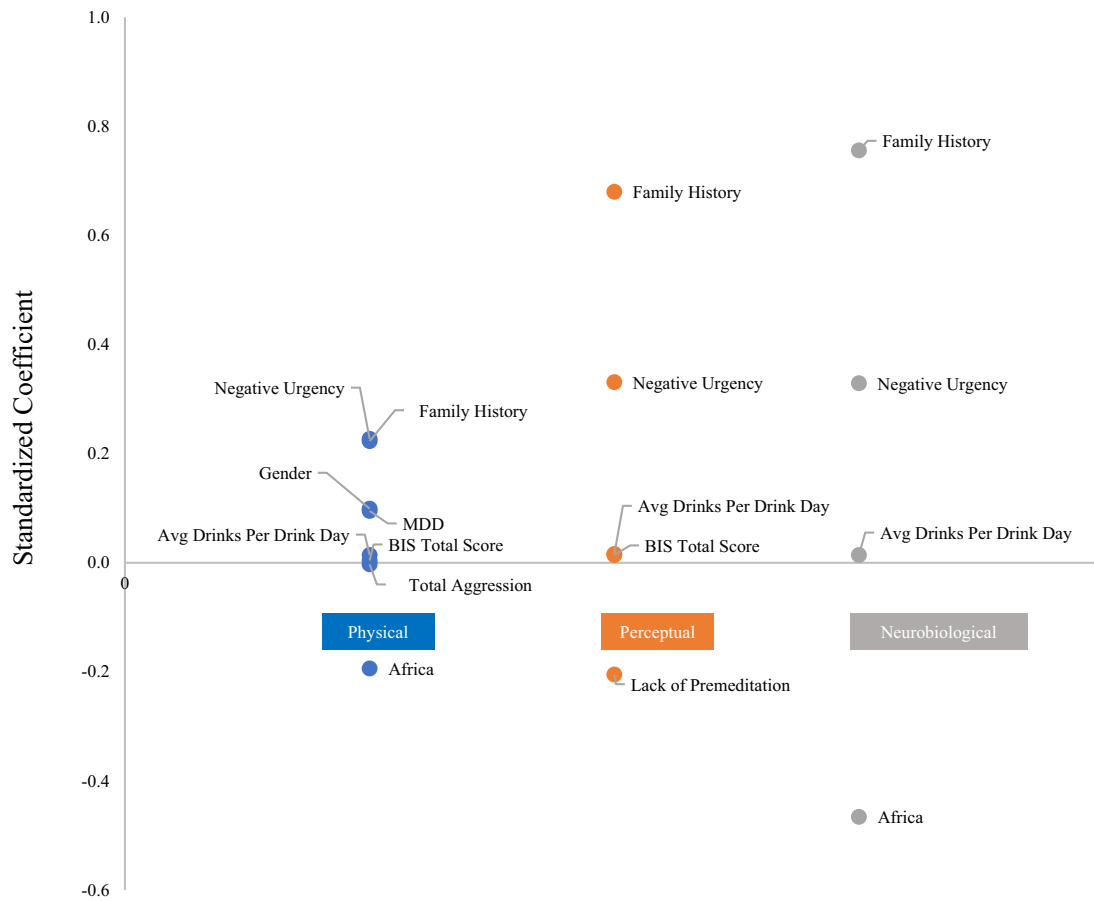 1.0
0.8
Family History
Family History
0.6
Standardized Coefficient
0.4
Negative Urgency
Negative Urgency
Negative Urgency
Family History
0.2
Gender
Avg Drinks Per Drink Day
MDD
Avg Drinks Per Drink Day
Avg Drinks Per Drink Day
BIS Total Score
BIS Total Score
0.0
0
Total Aggression
Physical
Perceptual
Neurobiological
-0.2
Africa
Lack of Premeditation
-0.4
Africa
-0.6